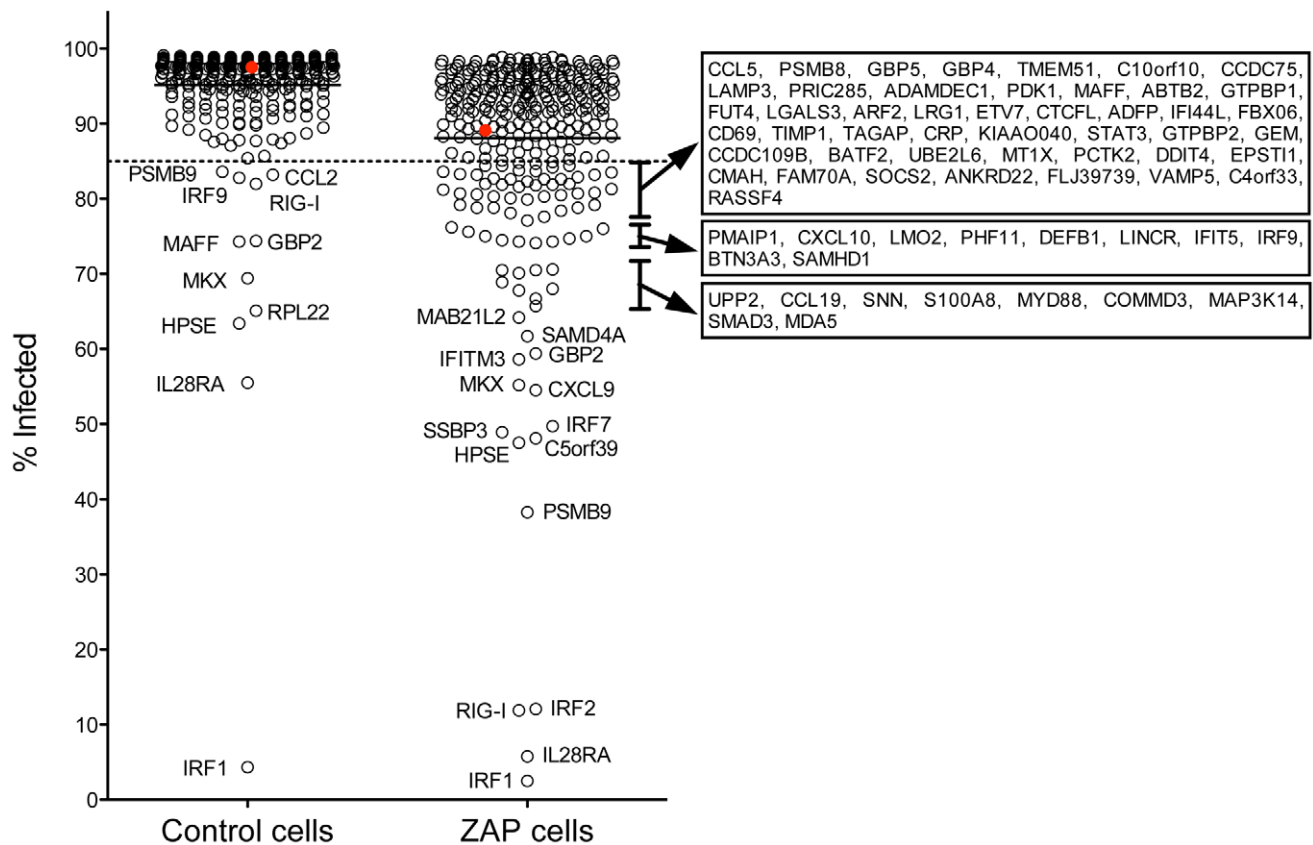 % Infected
100
90
80
70
60
50
40
30
20
10
0
Control cells
ZAP cells
PSMB9
CCL2
IRF9
RIG-I
MAFF
GBP2
MKX
RPL22
HPSE
IL28RA
IRF1
MAB21L2
SAMD4A
IFITM3
GBP2
MKX
CXCL9
SSBP3
IRF7
HPSE
C5orf39
PSMB9
RIG-I
IRF2
IL28RA
IRF1
CCL5, PSMB8, GBP5, GBP4, TMEM51, C10orf10, CCDC75,
LAMP3, PRIC285, ADAMDEC1, PDK1, MAFF, ABTB2, GTPBP1,
FUT4, LGALS3, ARF2, LRG1, ETV7, CTCFL, ADFP, IFI44L, FBX06,
CD69, TIMP1, TAGAP, CRP, KIAAO040, STAT3, GTPBP2, GEM,
CCDC109B, BATF2, UBE2L6, MT1X, PCTK2, DDIT4, EPSTI1,
CMAH, FAM70A, SOCS2, ANKRD22, FLJ39739, VAMP5, C4orf33,
RASSF4
PMAIP1, CXCL10, LMO2, PHF11, DEFB1, LINCR, IFIT5, IRF9,
BTN3A3, SAMHD1
UPP2, CCL19, SNN, S100A8, MYD88, COMMD3, MAP3K14,
SMAD3, MDA5